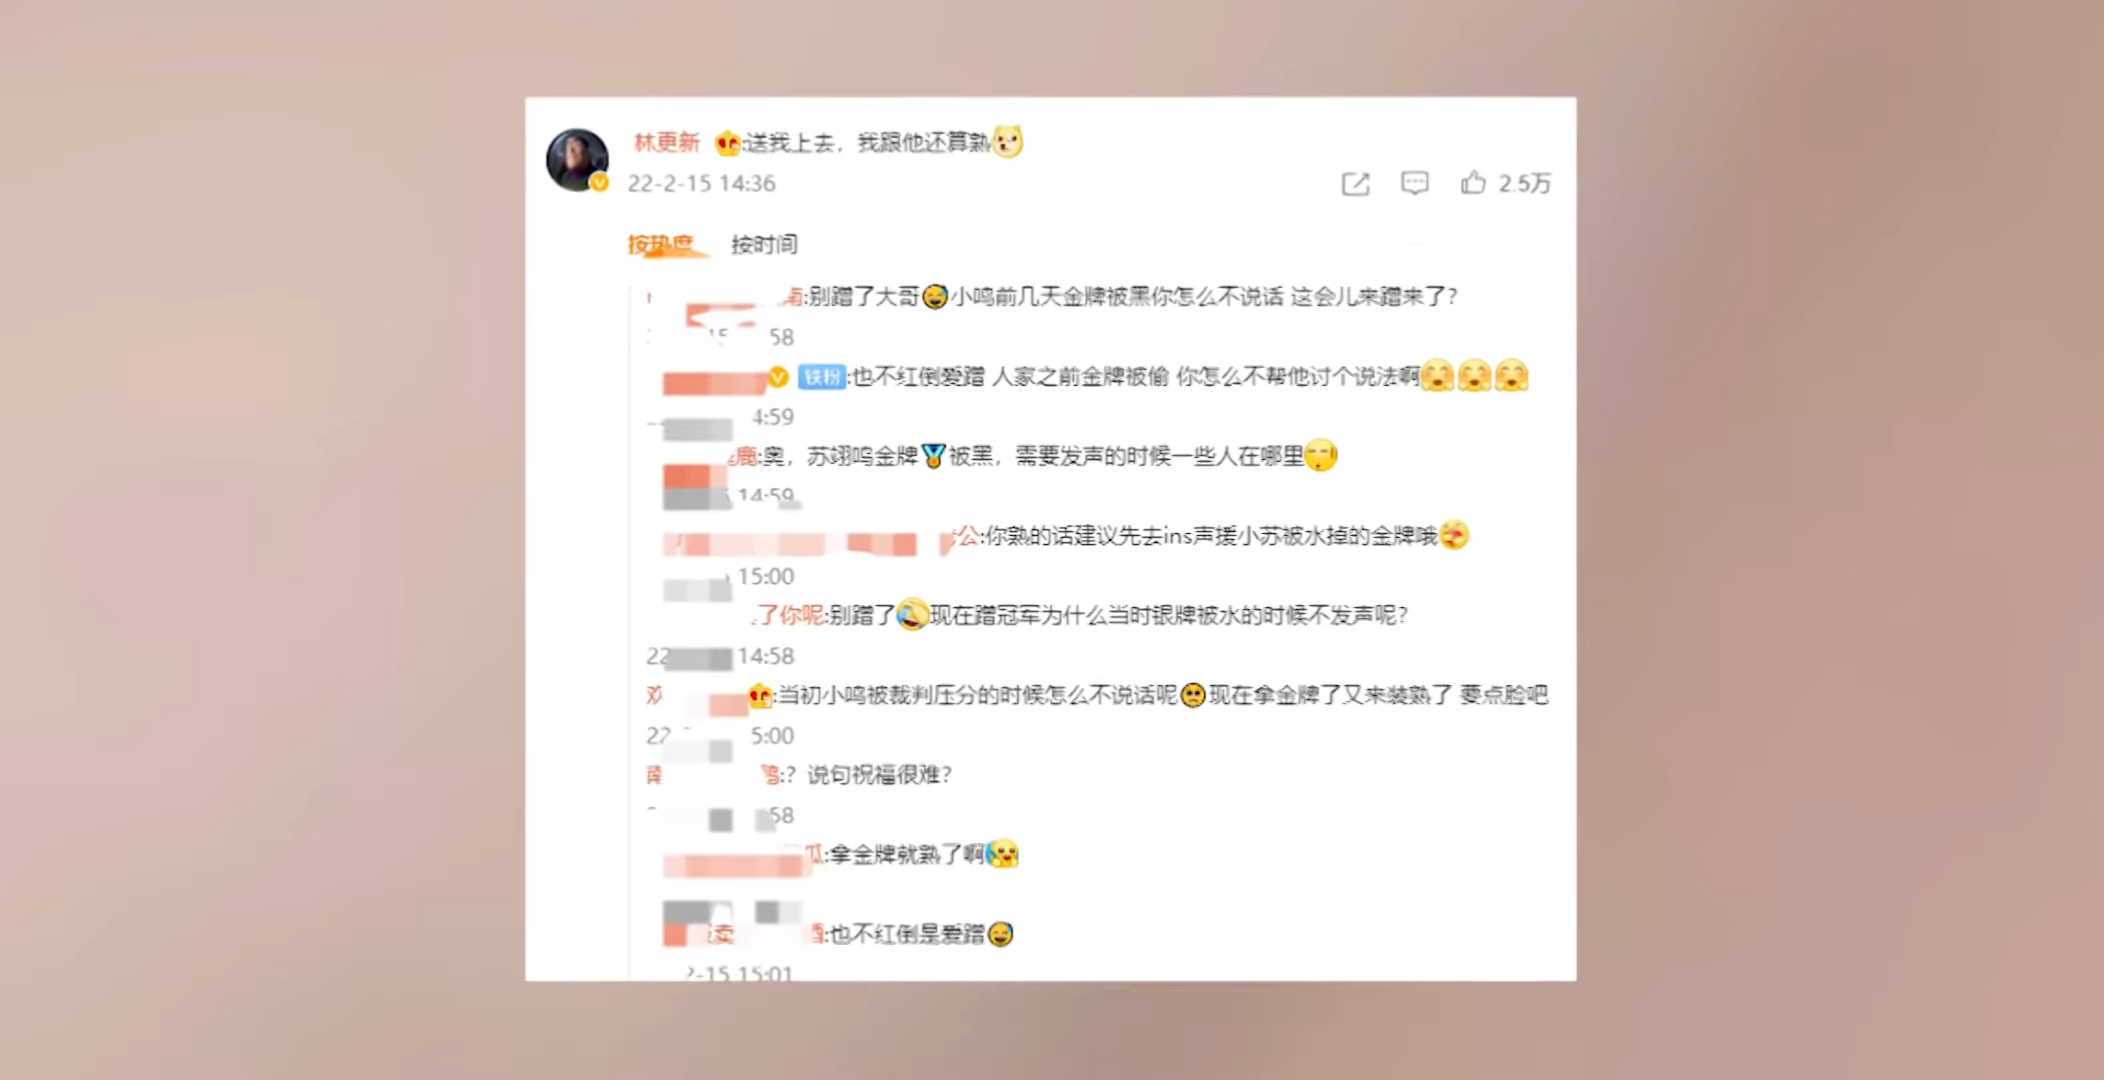 林更新 :送我上去，我跟他还算熟
22-2-15 14:36
2.5万
按热度 按时间
南:别蹭了大哥 小鸣前几天金牌被黑你怎么不说话 这会儿来蹭来了?
58
铁粉 :也不红倒爱蹭 人家之前金牌被偷 你怎么不帮他讨个说法啊
4:59
鹿:奥，苏翊鸣金牌 被黑，需要发声的时候一些人在哪里
14:59
公:你熟的话建议先去ins声援小苏被水掉的金牌哦
15:00
了你呢:别蹭了 现在蹭冠军为什么当时银牌被水的时候不发声呢?
22 14:58
:当初小鸣被裁判压分的时候怎么不说话呢 现在拿金牌了又来装熟了 要点脸吧
22 5:00
:? 说句祝福很难?
58
瓜:拿金牌就熟了啊
卖 酒:也不红倒是爱蹭
2-15 15:01